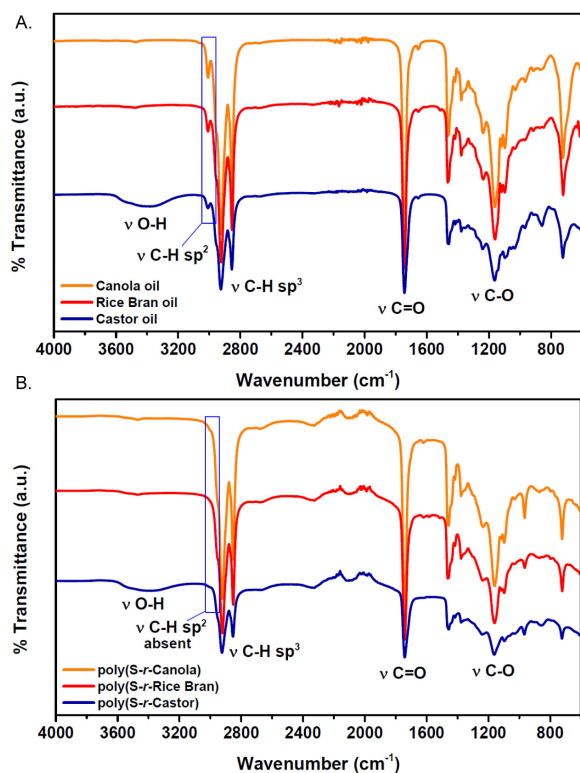 A.
% Transmittance (a.u.)
ν O-H
ν C-H sp²
ν C-H sp³
ν C=O
ν C-O
Canola oil
Rice Bran oil
Castor oil
4000 3600 3200 2800 2400 2000 1600 1200 800
Wavenumber (cm⁻¹)
B.
% Transmittance (a.u.)
ν O-H
ν C-H sp²
absent
ν C-H sp³
ν C=O
ν C-O
poly(S-r-Canola)
poly(S-r-Rice Bran)
poly(S-r-Castor)
4000 3600 3200 2800 2400 2000 1600 1200 800
Wavenumber (cm⁻¹)